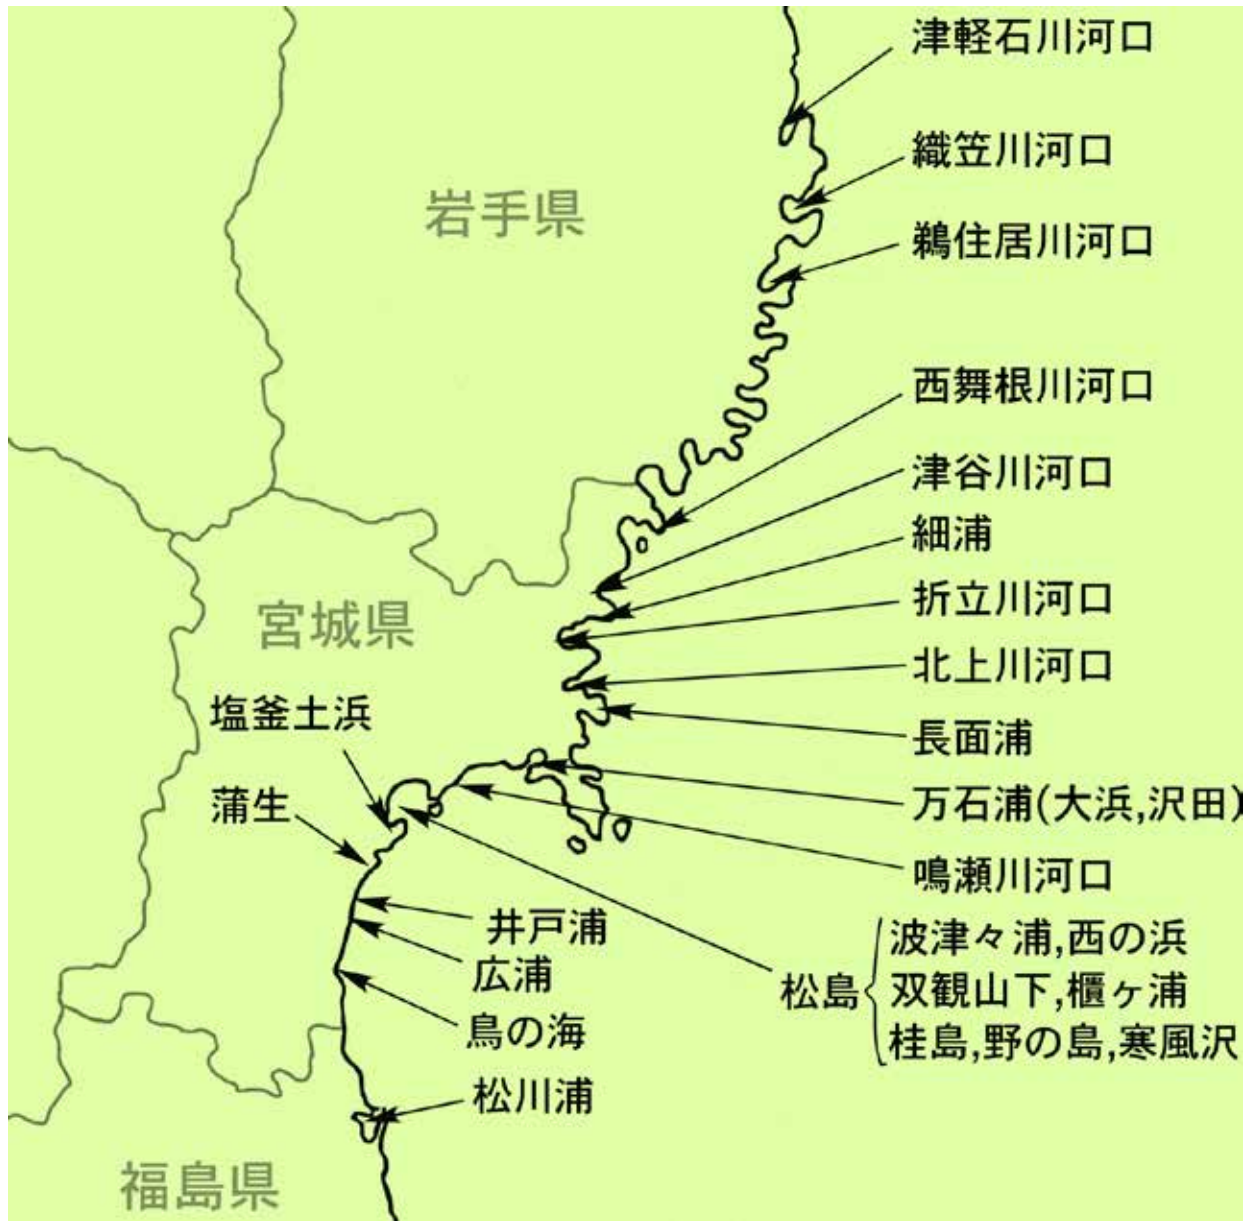 津軽石川河口
織笠川河口
岩手県
鵜住居川河口
西舞根川河口
津谷川河口
細浦
折立川河口
宮城県
北上川河口
塩釜土浜
長面浦
蒲生
万石浦(大浜,沢田)
鳴瀬川河口
井戸浦
広浦
鳥の海
松島
波津々浦,西の浜
双観山下,櫃ヶ浦
桂島,野の島,寒風沢
松川浦
福島県